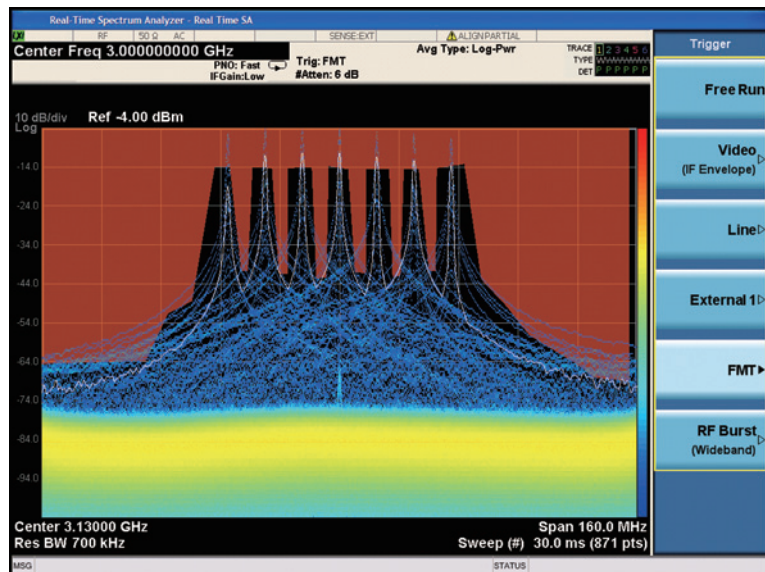 Real-Time Spectrum Analyzer - Real Time SA
RF 50 Ω AC SENSE:EXT ALIGN PARTIAL
Center Freq 3.000000000 GHz
Avg Type: Log-Pwr
TRACE 1 2 3 4 5 6
PNO: Fast Trig: FMT
TYPE WWWWWW
IFGain:Low #Atten: 6 dB
DET P P P P P P
10 dB/div Ref -4.00 dBm
Log
-14.0
-24.0
-34.0
-44.0
-54.0
-64.0
-74.0
-84.0
-94.0
Center 3.13000 GHz Span 160.0 MHz
Res BW 700 kHz Sweep (#) 30.0 ms (871 pts)
MSG STATUS
Trigger
Free Run
Video
(IF Envelope)
Line
External 1
FMT
RF Burst
(Wideband)